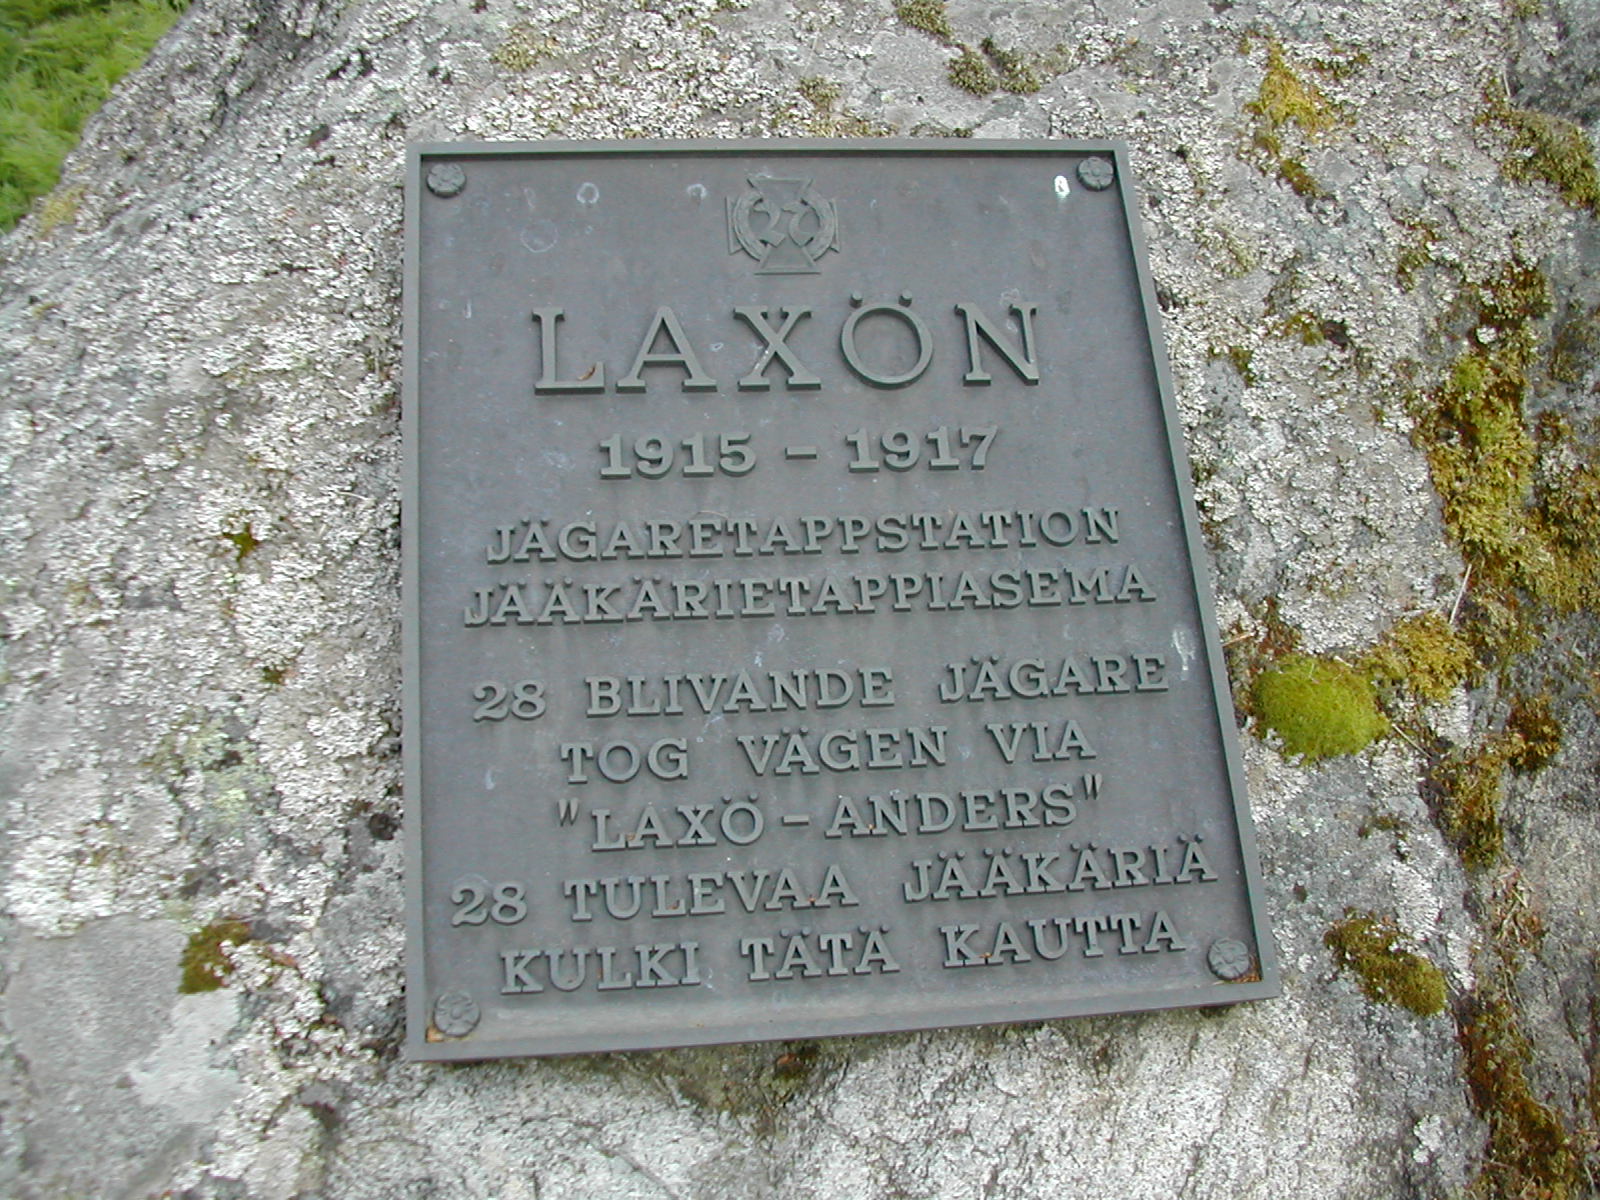 27
LAXÖN
1915 – 1917
JÄGARETAPPSTATION
JÄÄKÄRIETAPPIASEMA
28 BLIVANDE JÄGARE
TOG VÄGEN VIA
"LAXÖ – ANDERS"
28 TULEVAA JÄÄKÄRIÄ
KULKI TÄTÄ KAUTTA